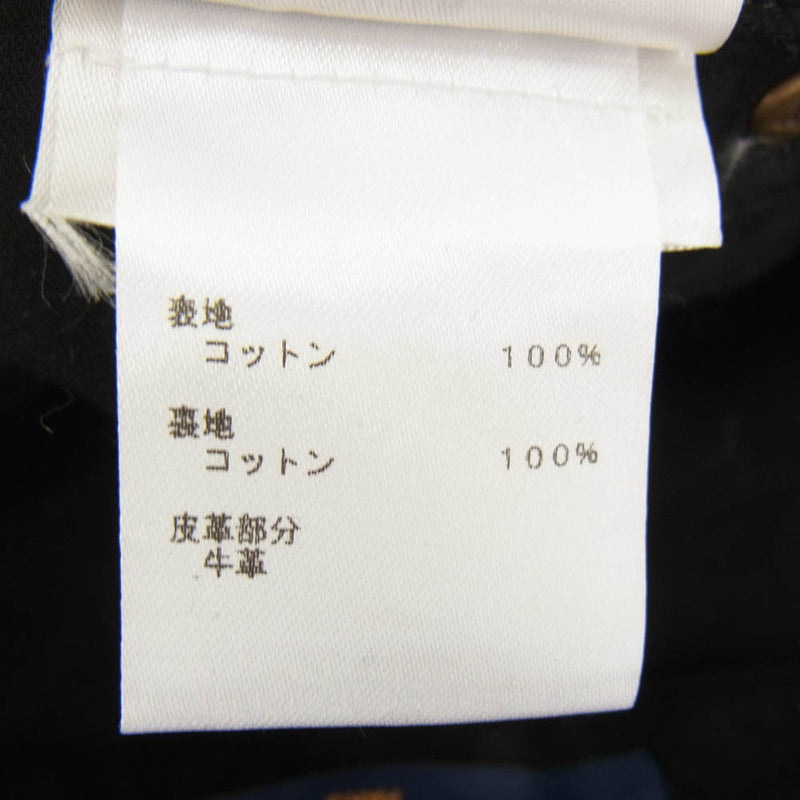 表地
コットン 100%
裏地
コットン 100%
皮革部分
牛革